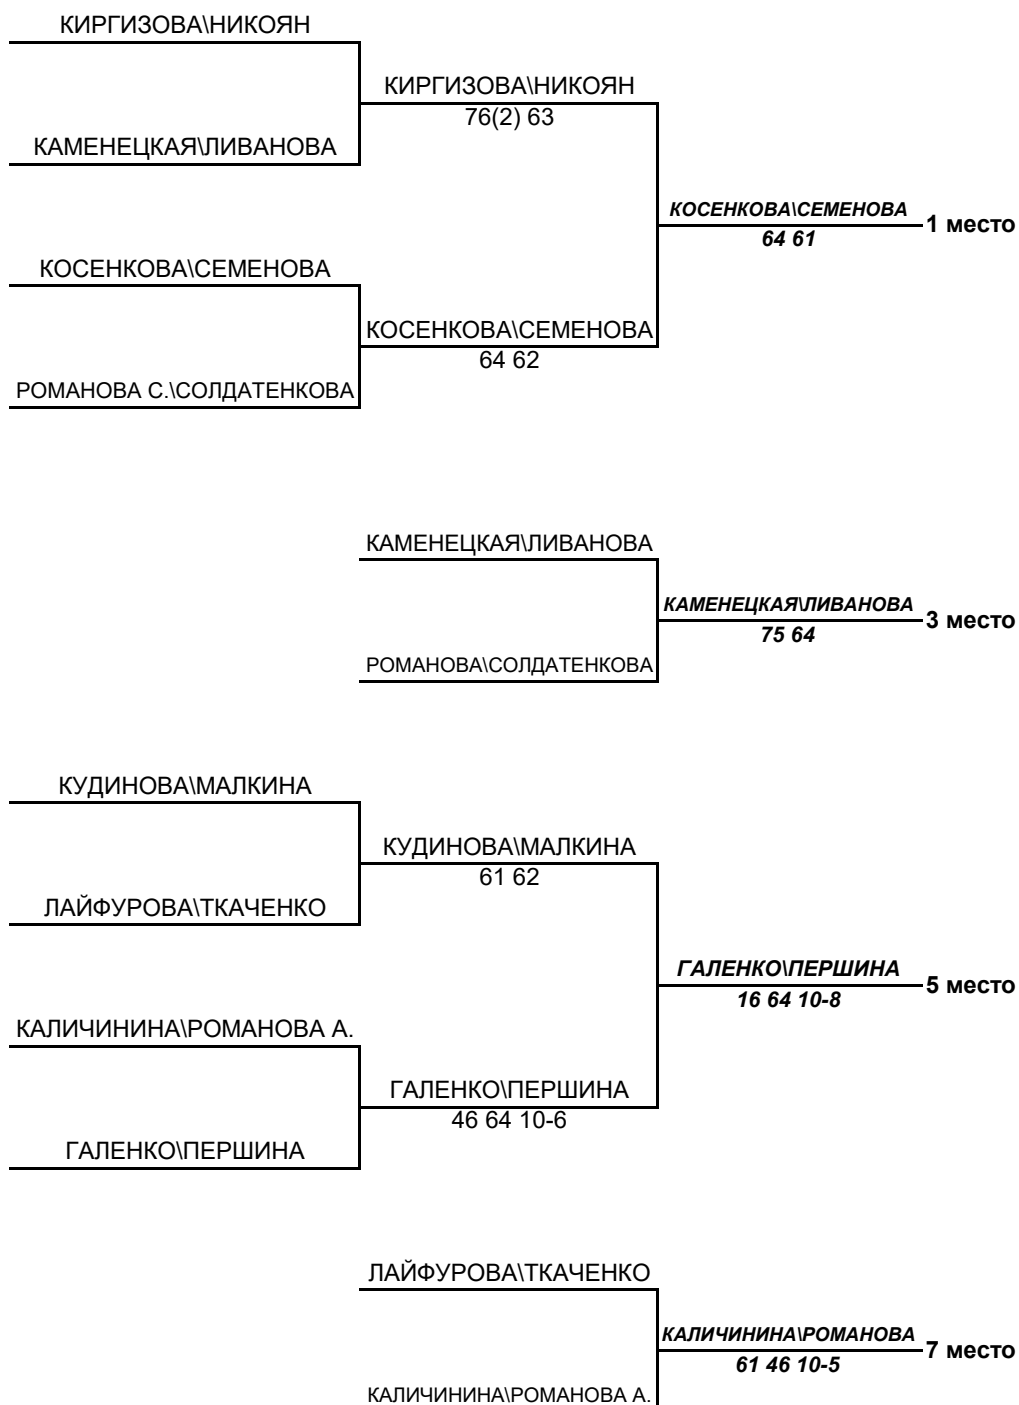 КИРГИЗОВА\НИКОЯН
КИРГИЗОВА\НИКОЯН
76(2) 63
КАМЕНЕЦКАЯ\ЛИВАНОВА
КОСЕНКОВА\СЕМЕНОВА
1 место
64 61
КОСЕНКОВА\СЕМЕНОВА
КОСЕНКОВА\СЕМЕНОВА
64 62
РОМАНОВА С.\СОЛДАТЕНКОВА
КАМЕНЕЦКАЯ\ЛИВАНОВА
КАМЕНЕЦКАЯ\ЛИВАНОВА
3 место
75 64
РОМАНОВА\СОЛДАТЕНКОВА
КУДИНОВА\МАЛКИНА
КУДИНОВА\МАЛКИНА
61 62
ЛАЙФУРОВА\ТКАЧЕНКО
ГАЛЕНКО\ПЕРШИНА
5 место
16 64 10-8
КАЛИЧИНИНА\РОМАНОВА А.
ГАЛЕНКО\ПЕРШИНА
46 64 10-6
ГАЛЕНКО\ПЕРШИНА
ЛАЙФУРОВА\ТКАЧЕНКО
КАЛИЧИНИНА\РОМАНОВА
7 место
61 46 10-5
КАЛИЧИНИНА\РОМАНОВА А.